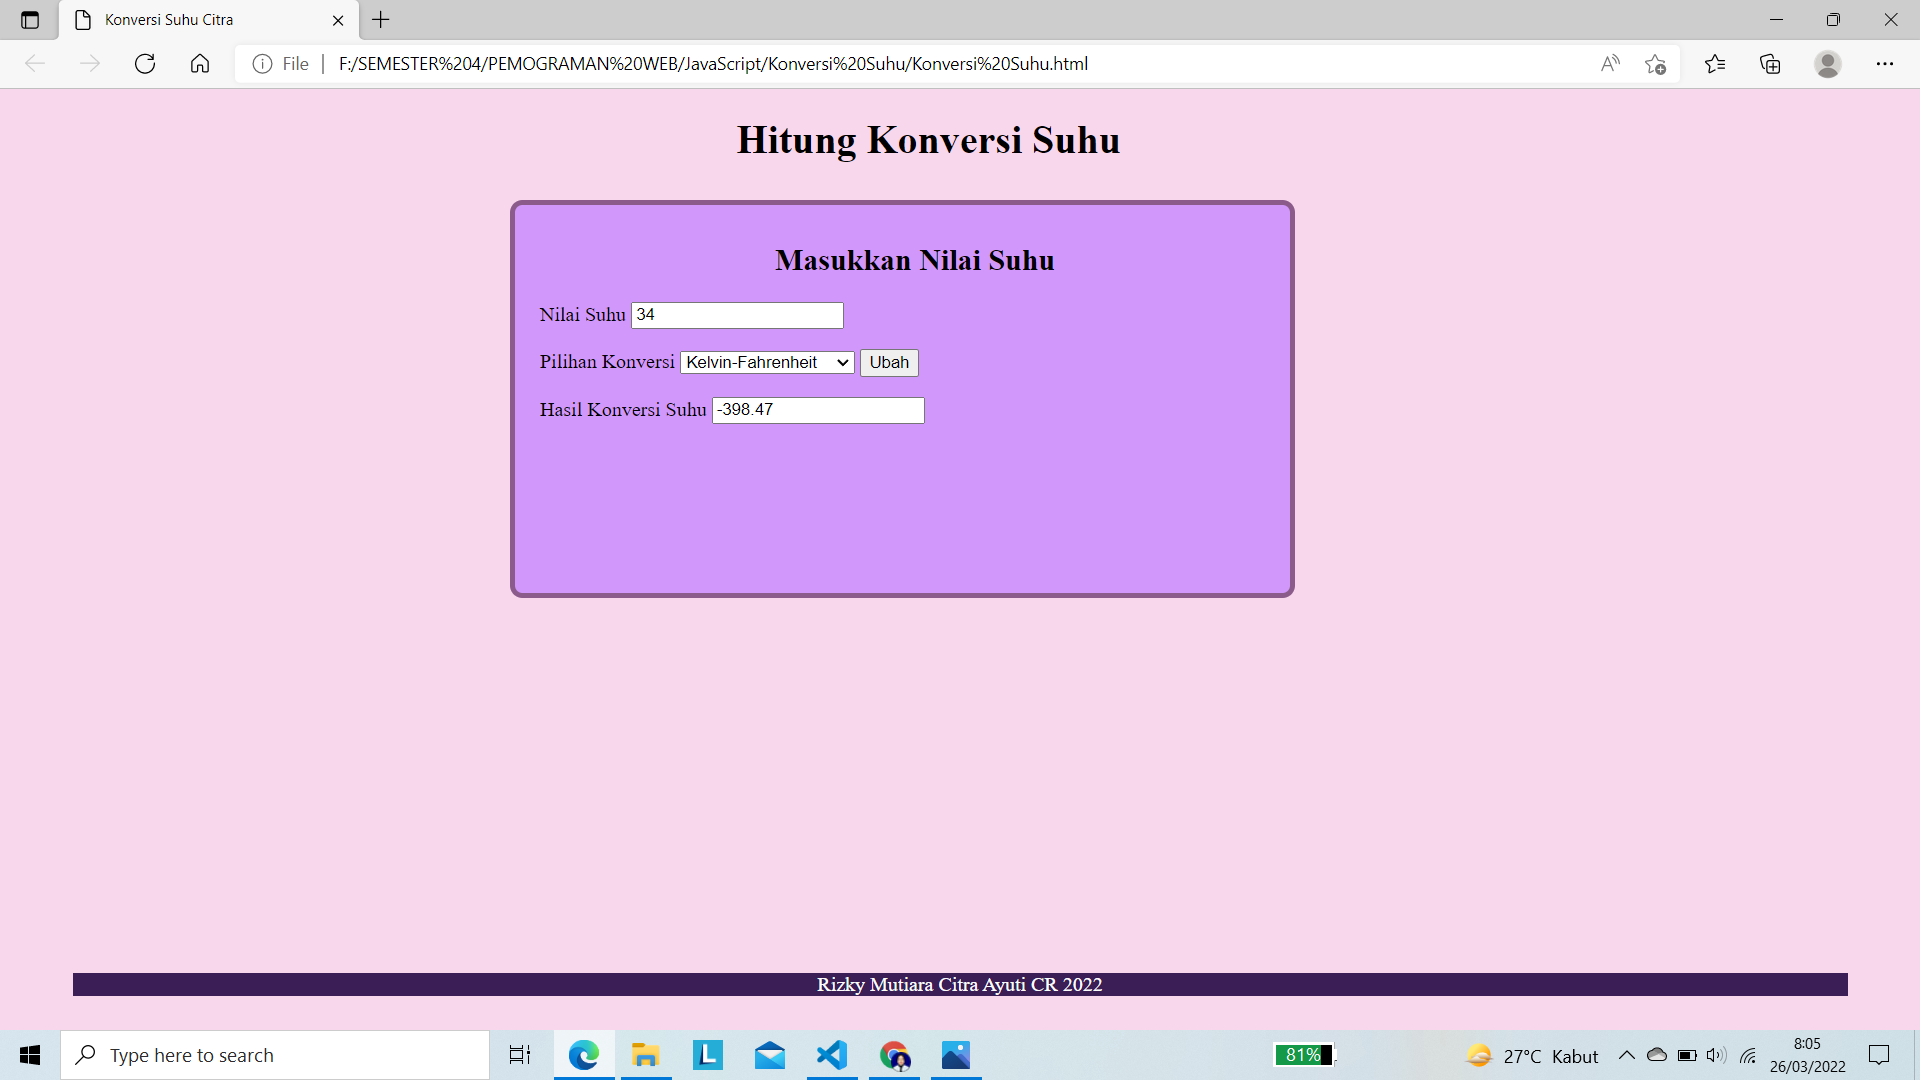 Konversi Suhu Citra
File
F:/SEMESTER%204/PEMOGRAMAN%20WEB/JavaScript/Konversi%20Suhu/Konversi%20Suhu.html
Hitung Konversi Suhu
Masukkan Nilai Suhu
Nilai Suhu 34
Pilihan Konversi Kelvin-Fahrenheit Ubah
Hasil Konversi Suhu -398.47
Rizky Mutiara Citra Ayuti CR 2022
Type here to search
L
81%
27°C Kabut
8:05
26/03/2022